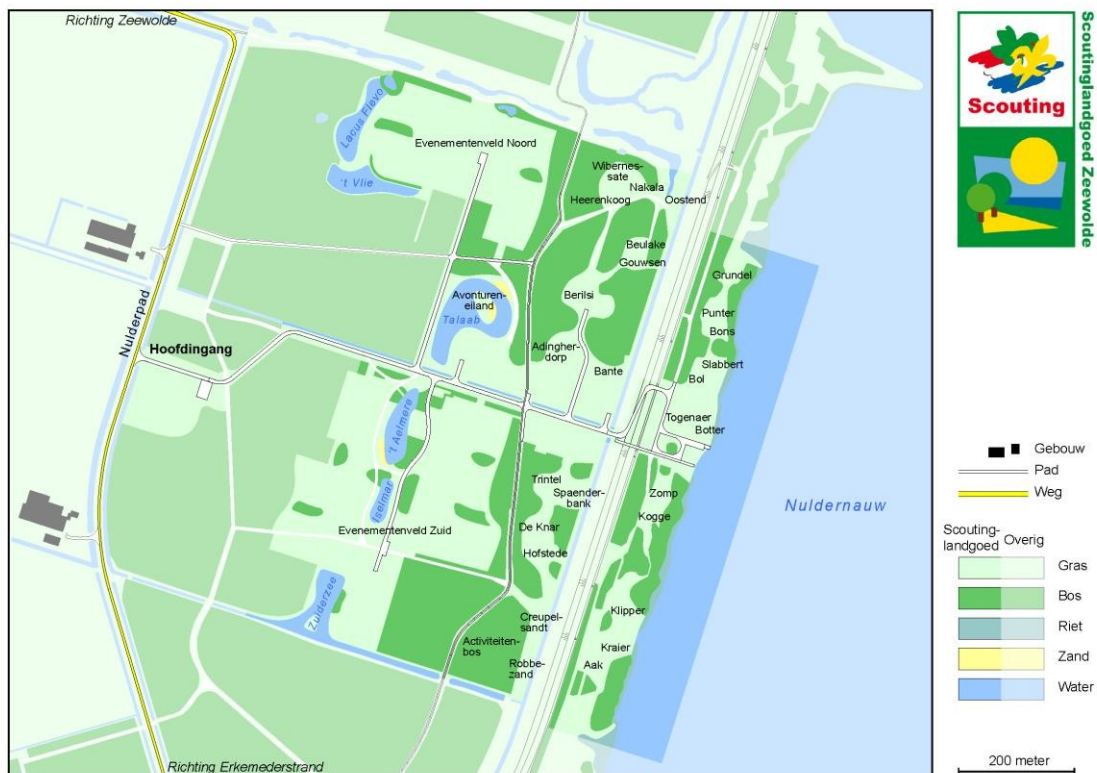 Richting Zeewolde
Lacus Flevo
't Vlie
Evenementenveld Noord
Wibernes-
sate
Nakala
Heerenkoog
Oostend
Beulake
Gouwsen
Grundel
Avonturen-
eiland
Berilsi
Talaab
Punter
Bons
Nulderpad
Hoofdingang
Adingher-
dorp
Bante
Slabbert
Bol
Togenaer
Botter
't Aelmere
Trintel
Spaender-
bank
Zomp
Iselmar
Kogge
Evenementenveld Zuid
De Knar
Hofstede
Nuldernauw
Zuiderzee
Creupel-
sandt
Klipper
Activiteiten-
bos
Kraier
Robbe-
zand
Aak
Richting Erkemederstrand
Scouting
Scoutinglandgoed Zeewolde
Gebouw
Pad
Weg
Scouting-
landgoed Overig
Gras
Bos
Riet
Zand
Water
200 meter